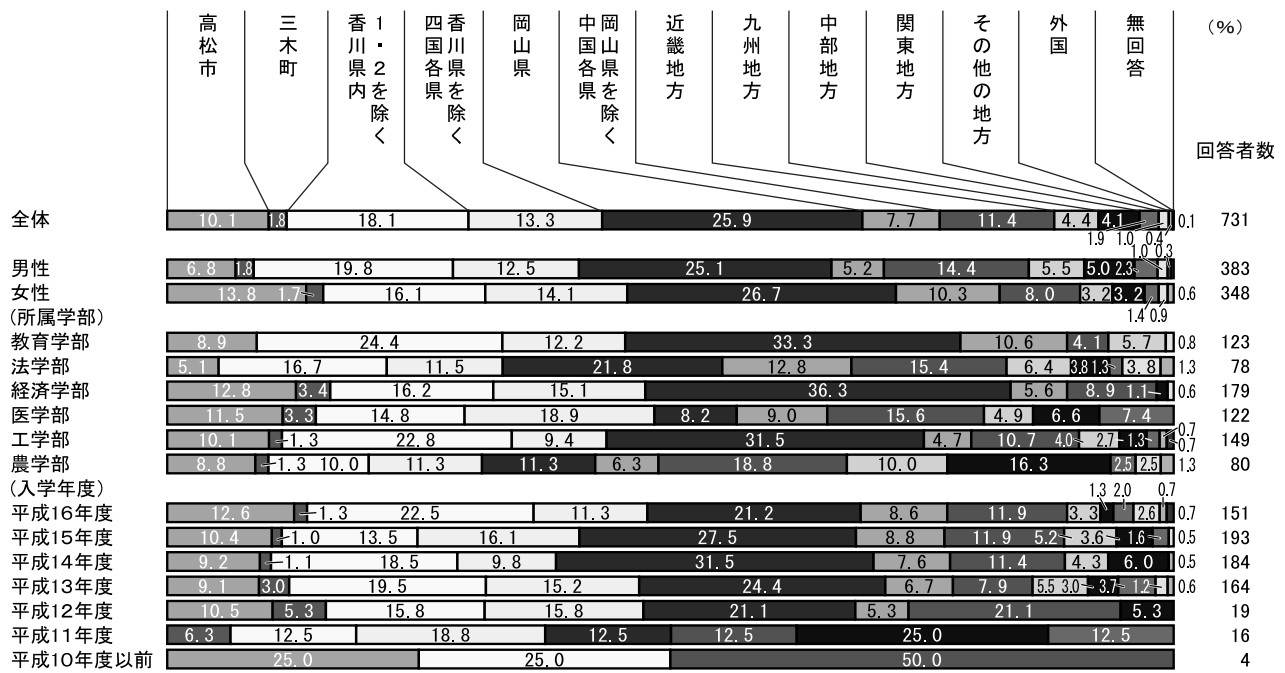 高松市
三木町
1・2を除く
香川県内
香川県を除く
四国各県
岡山県
岡山県を除く
中国各県
近畿地方
九州地方
中部地方
関東地方
その他の地方
外国
無回答
(%)
回答者数
全体 10.1 1.8 18.1 13.3 25.9 7.7 11.4 4.4 4.1 1.9 1.0 0.4 0.1 731
男性 6.8 1.8 19.8 12.5 25.1 5.2 14.4 5.5 5.0 2.3 1.0 0.3 383
女性 13.8 1.7 16.1 14.1 26.7 10.3 8.0 3.2 3.2 1.4 0.9 0.6 348
(所属学部)
教育学部 8.9 24.4 12.2 33.3 10.6 4.1 5.7 0.8 123
法学部 5.1 16.7 11.5 21.8 12.8 15.4 6.4 3.8 1.3 3.8 1.3 78
経済学部 12.8 3.4 16.2 15.1 36.3 5.6 8.9 1.1 0.6 179
医学部 11.5 3.3 14.8 18.9 8.2 9.0 15.6 4.9 6.6 7.4 122
工学部 10.1 1.3 22.8 9.4 31.5 4.7 10.7 4.0 2.7 1.3 0.7 0.7 149
農学部 8.8 1.3 10.0 11.3 11.3 6.3 18.8 10.0 16.3 2.5 2.5 1.3 80
(入学年度)
平成16年度 12.6 1.3 22.5 11.3 21.2 8.6 11.9 3.3 1.3 2.0 2.6 0.7 0.7 151
平成15年度 10.4 1.0 13.5 16.1 27.5 8.8 11.9 5.2 3.6 1.6 0.5 193
平成14年度 9.2 1.1 18.5 9.8 31.5 7.6 11.4 4.3 6.0 0.5 184
平成13年度 9.1 3.0 19.5 15.2 24.4 6.7 7.9 5.5 3.0 3.7 1.2 0.6 164
平成12年度 10.5 5.3 15.8 15.8 21.1 5.3 21.1 5.3 19
平成11年度 6.3 12.5 18.8 12.5 12.5 25.0 12.5 16
平成10年度以前 25.0 25.0 50.0 4